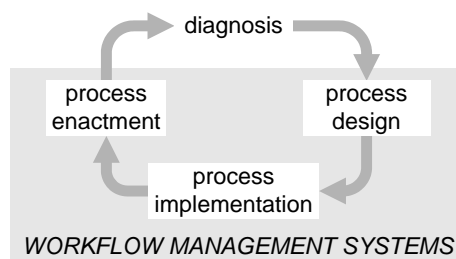 diagnosis
process
enactment
process
design
process
implementation
WORKFLOW MANAGEMENT SYSTEMS